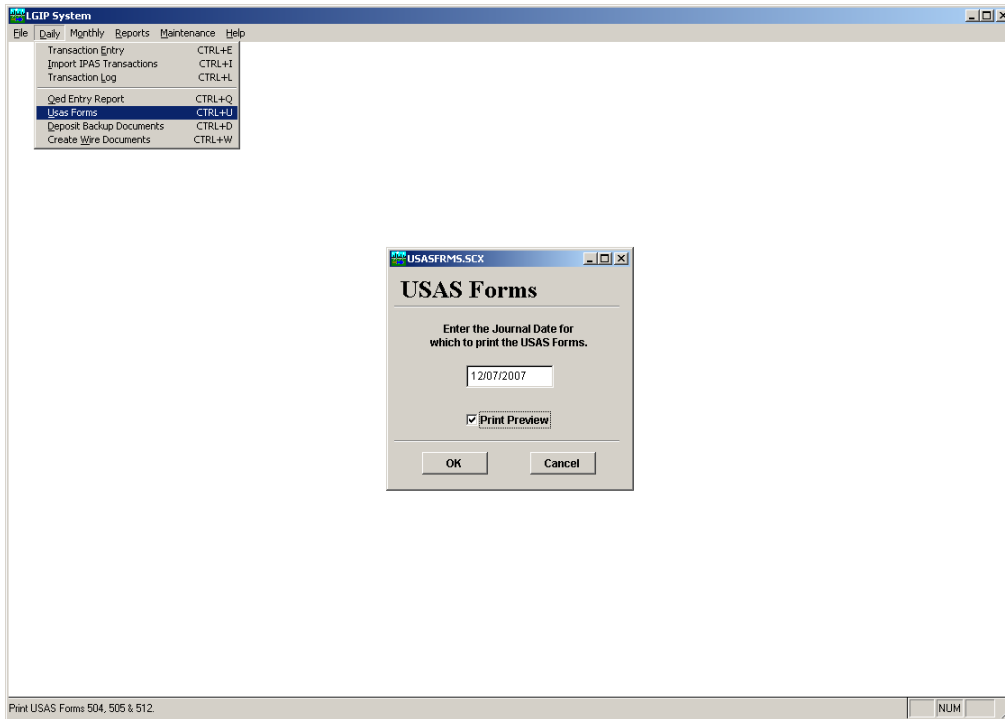 LGIP System
File Daily Monthly Reports Maintenance Help
Transaction Entry CTRL+E
Import IPAS Transactions CTRL+I
Transaction Log CTRL+L
Qed Entry Report CTRL+Q
Usas Forms CTRL+U
Deposit Backup Documents CTRL+D
Create Wire Documents CTRL+W
USASFRMS.SCX
USAS Forms
Enter the Journal Date for
which to print the USAS Forms.
12/07/2007
Print Preview
OK Cancel
Print USAS Forms 504, 505 & 512. NUM